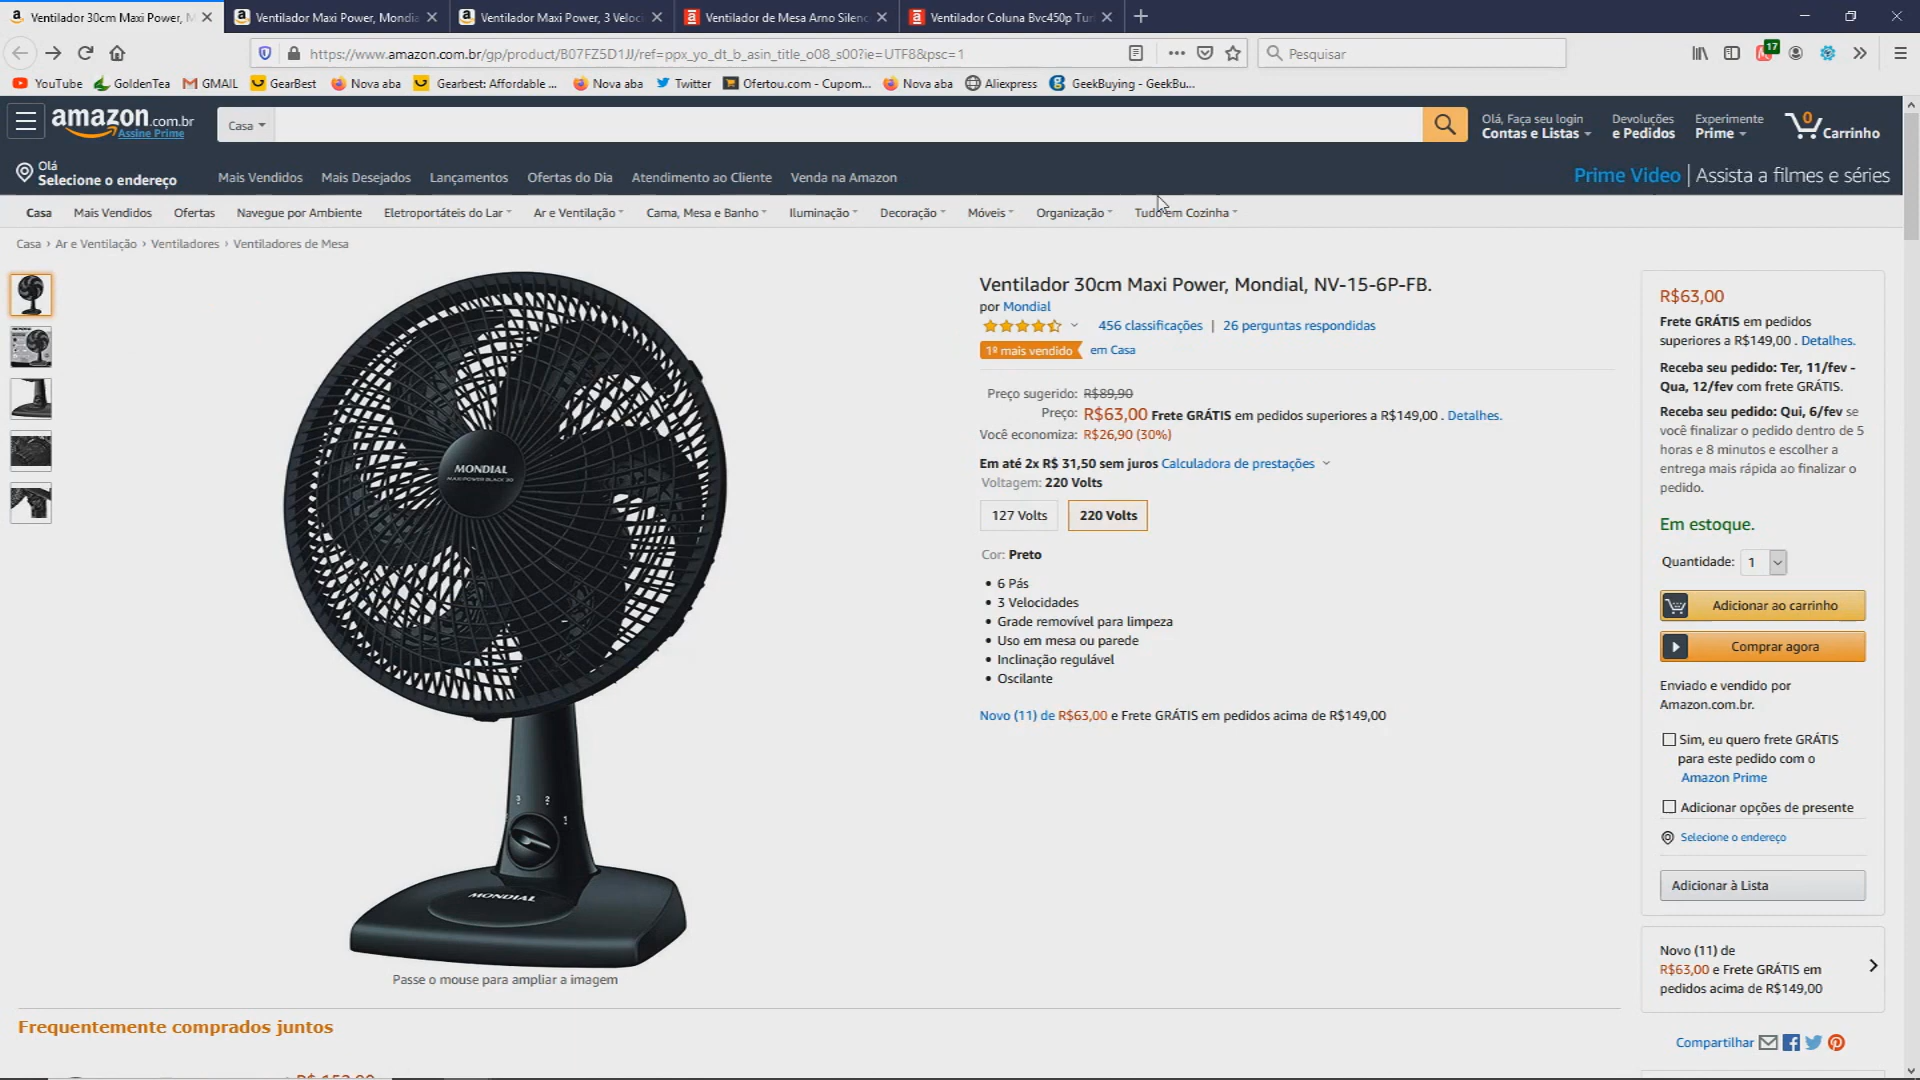 Ventilador 30cm Maxi Power, M
Ventilador Maxi Power, Mondia
Ventilador Maxi Power, 3 Veloci
Ventilador de Mesa Arno Silenc
Ventilador Coluna Bvc450p Tur
https://www.amazon.com.br/gp/product/B07FZ5D1JJ/ref=ppx_yo_dt_b_asin_title_o08_s00?ie=UTF8&psc=1
Pesquisar
17
YouTube
GoldenTea
GMAIL
GearBest
Nova aba
Gearbest: Affordable ...
Nova aba
Twitter
Ofertou.com - Cupom...
Nova aba
Aliexpress
GeekBuying - GeekBu...
amazon.com.br
Assine Prime
Casa
Olá, Faça seu login
Contas e Listas
Devoluções
e Pedidos
Experimente
Prime
0
Carrinho
Olá
Selecione o endereço
Mais Vendidos
Mais Desejados
Lançamentos
Ofertas do Dia
Atendimento ao Cliente
Venda na Amazon
Prime Video | Assista a filmes e séries
Casa
Mais Vendidos
Ofertas
Navegue por Ambiente
Eletroportáteis do Lar
Ar e Ventilação
Cama, Mesa e Banho
Iluminação
Decoração
Móveis
Organização
Tudo em Cozinha
Casa › Ar e Ventilação › Ventiladores › Ventiladores de Mesa
MONDIAL
MAXI POWER BLACK 30
3
2
1
MONDIAL
Passe o mouse para ampliar a imagem
Ventilador 30cm Maxi Power, Mondial, NV-15-6P-FB.
por Mondial
456 classificações | 26 perguntas respondidas
1º mais vendido em Casa
Preço sugerido: R$89,90
Preço: R$63,00 Frete GRÁTIS em pedidos superiores a R$149,00 . Detalhes.
Você economiza: R$26,90 (30%)
Em até 2x R$ 31,50 sem juros Calculadora de prestações
Voltagem: 220 Volts
127 Volts
220 Volts
Cor: Preto
• 6 Pás
• 3 Velocidades
• Grade removível para limpeza
• Uso em mesa ou parede
• Inclinação regulável
• Oscilante
Novo (11) de R$63,00 e Frete GRÁTIS em pedidos acima de R$149,00
R$63,00
Frete GRÁTIS em pedidos
superiores a R$149,00 . Detalhes.
Receba seu pedido: Ter, 11/fev -
Qua, 12/fev com frete GRÁTIS.
Receba seu pedido: Qui, 6/fev se
você finalizar o pedido dentro de 5
horas e 8 minutos e escolher a
entrega mais rápida ao finalizar o
pedido.
Em estoque.
Quantidade: 1
Adicionar ao carrinho
Comprar agora
Enviado e vendido por
Amazon.com.br.
Sim, eu quero frete GRÁTIS
para este pedido com o
Amazon Prime
Adicionar opções de presente
Selecione o endereço
Adicionar à Lista
Novo (11) de
R$63,00 e Frete GRÁTIS em
pedidos acima de R$149,00
Compartilhar
Frequentemente comprados juntos